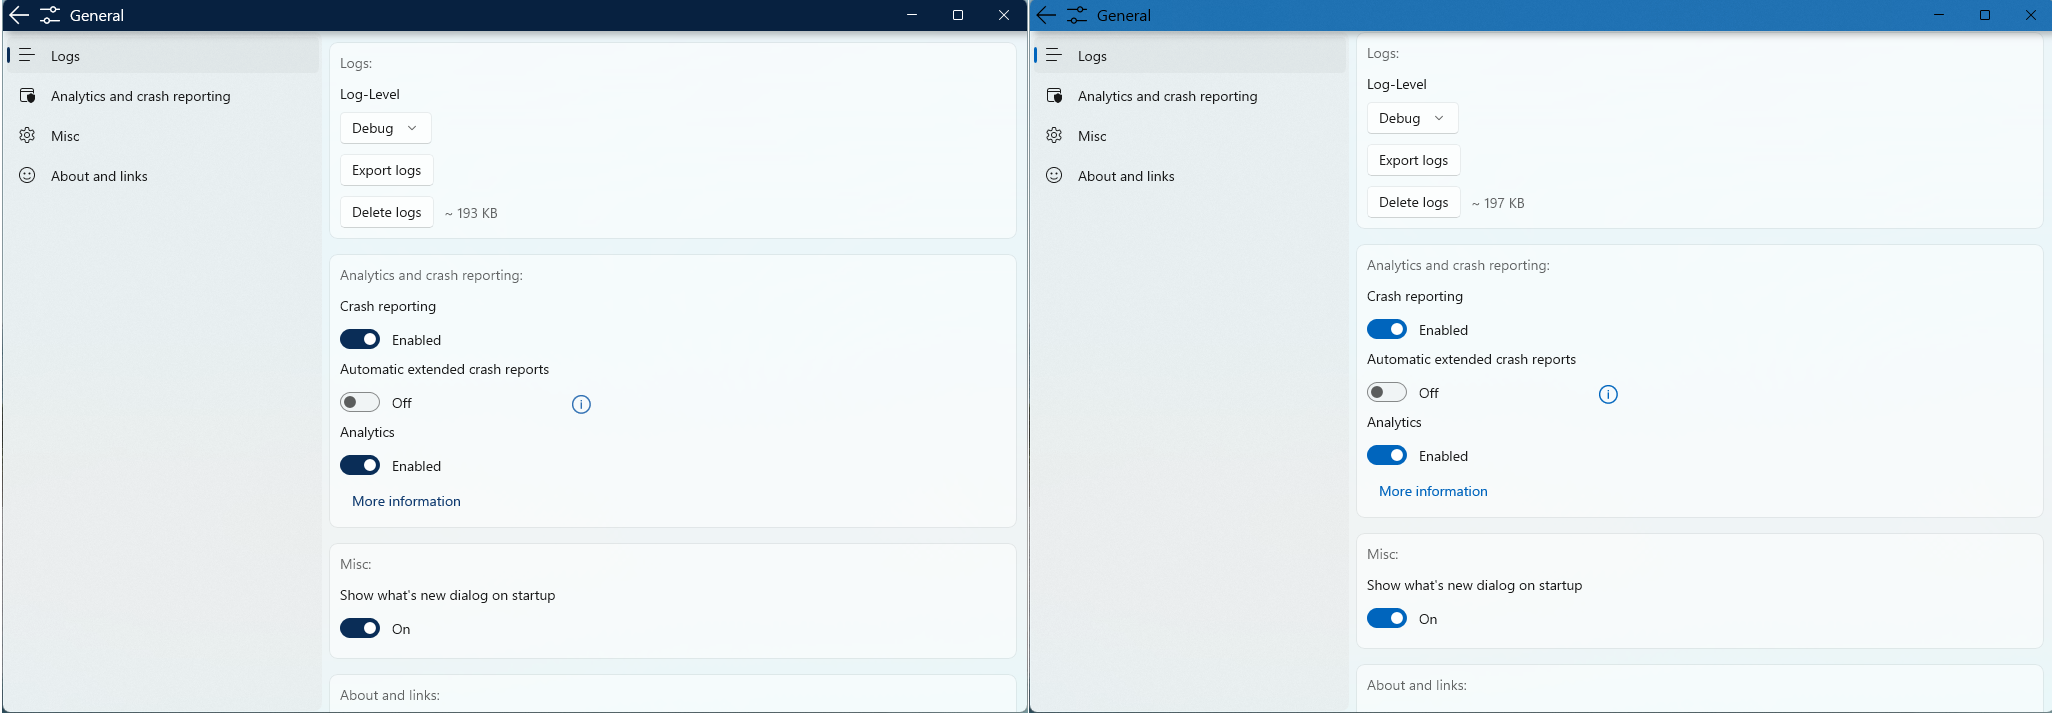 General
Logs
Analytics and crash reporting
Misc
About and links
Logs:
Log-Level
Debug
Export logs
Delete logs ~ 193 KB
Analytics and crash reporting:
Crash reporting
Enabled
Automatic extended crash reports
Off
Analytics
Enabled
More information
Misc:
Show what's new dialog on startup
On
About and links:
General
Logs
Analytics and crash reporting
Misc
About and links
Logs:
Log-Level
Debug
Export logs
Delete logs ~ 197 KB
Analytics and crash reporting:
Crash reporting
Enabled
Automatic extended crash reports
Off
Analytics
Enabled
More information
Misc:
Show what's new dialog on startup
On
About and links: